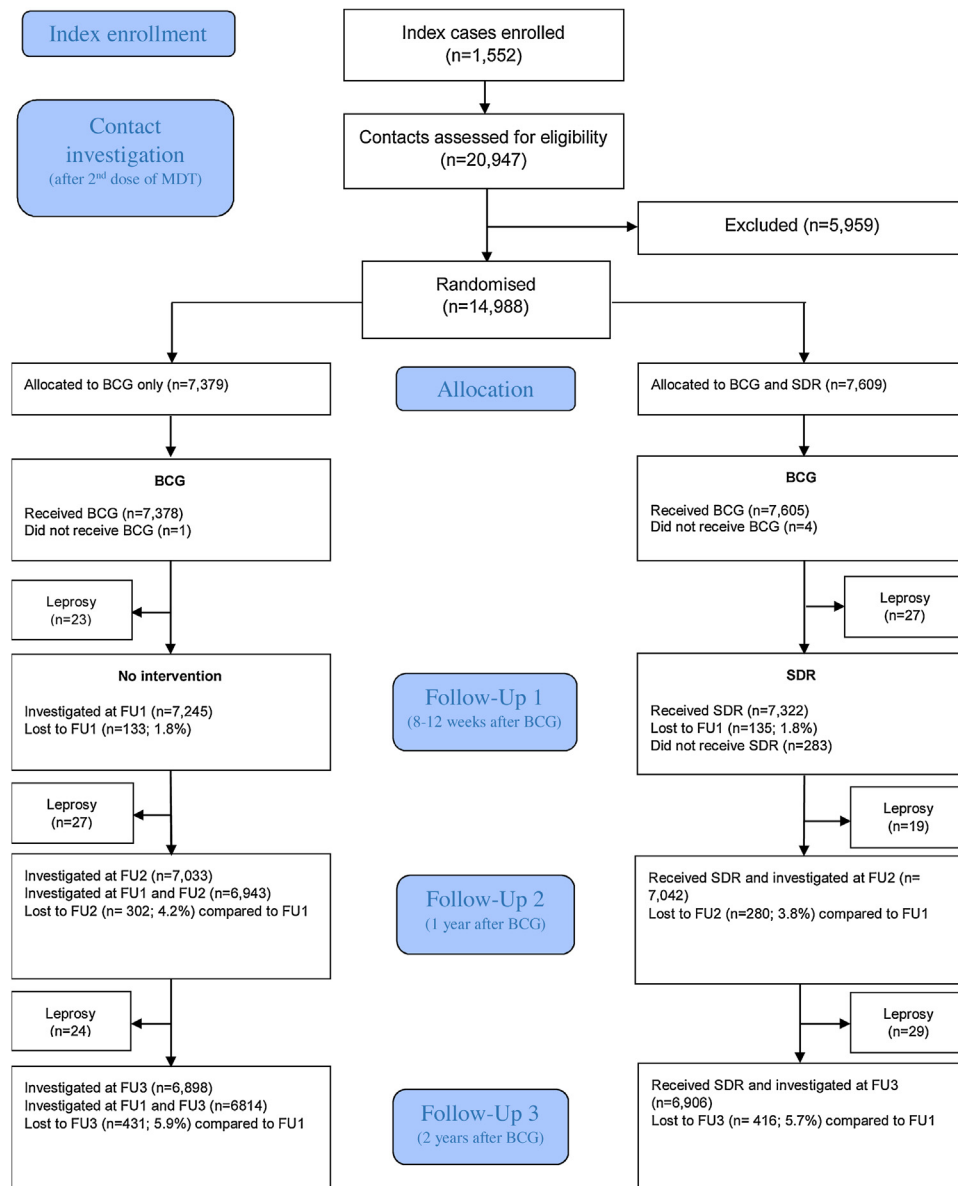 Index enrollment
Index cases enrolled
(n=1,552)
Contact
investigation
(after 2nd dose of MDT)
Contacts assessed for eligibility
(n=20,947)
Excluded (n=5,959)
Randomised
(n=14,988)
Allocated to BCG only (n=7,379)
Allocation
Allocated to BCG and SDR (n=7,609)
BCG
Received BCG (n=7,378)
Did not receive BCG (n=1)
BCG
Received BCG (n=7,605)
Did not receive BCG (n=4)
Leprosy
(n=23)
Leprosy
(n=27)
No intervention
Investigated at FU1 (n=7,245)
Lost to FU1 (n=133; 1.8%)
Follow-Up 1
(8-12 weeks after BCG)
SDR
Received SDR (n=7,322)
Lost to FU1 (n=135; 1.8%)
Did not receive SDR (n=283)
Leprosy
(n=27)
Leprosy
(n=19)
Investigated at FU2 (n=7,033)
Investigated at FU1 and FU2 (n=6,943)
Lost to FU2 (n= 302; 4.2%) compared to FU1
Follow-Up 2
(1 year after BCG)
Received SDR and investigated at FU2 (n=
7,042)
Lost to FU2 (n=280; 3.8%) compared to FU1
Leprosy
(n=24)
Leprosy
(n=29)
Investigated at FU3 (n=6,898)
Investigated at FU1 and FU3 (n=6814)
Lost to FU3 (n=431; 5.9%) compared to FU1
Follow-Up 3
(2 years after BCG)
Received SDR and investigated at FU3
(n=6,906)
Lost to FU3 (n= 416; 5.7%) compared to FU1